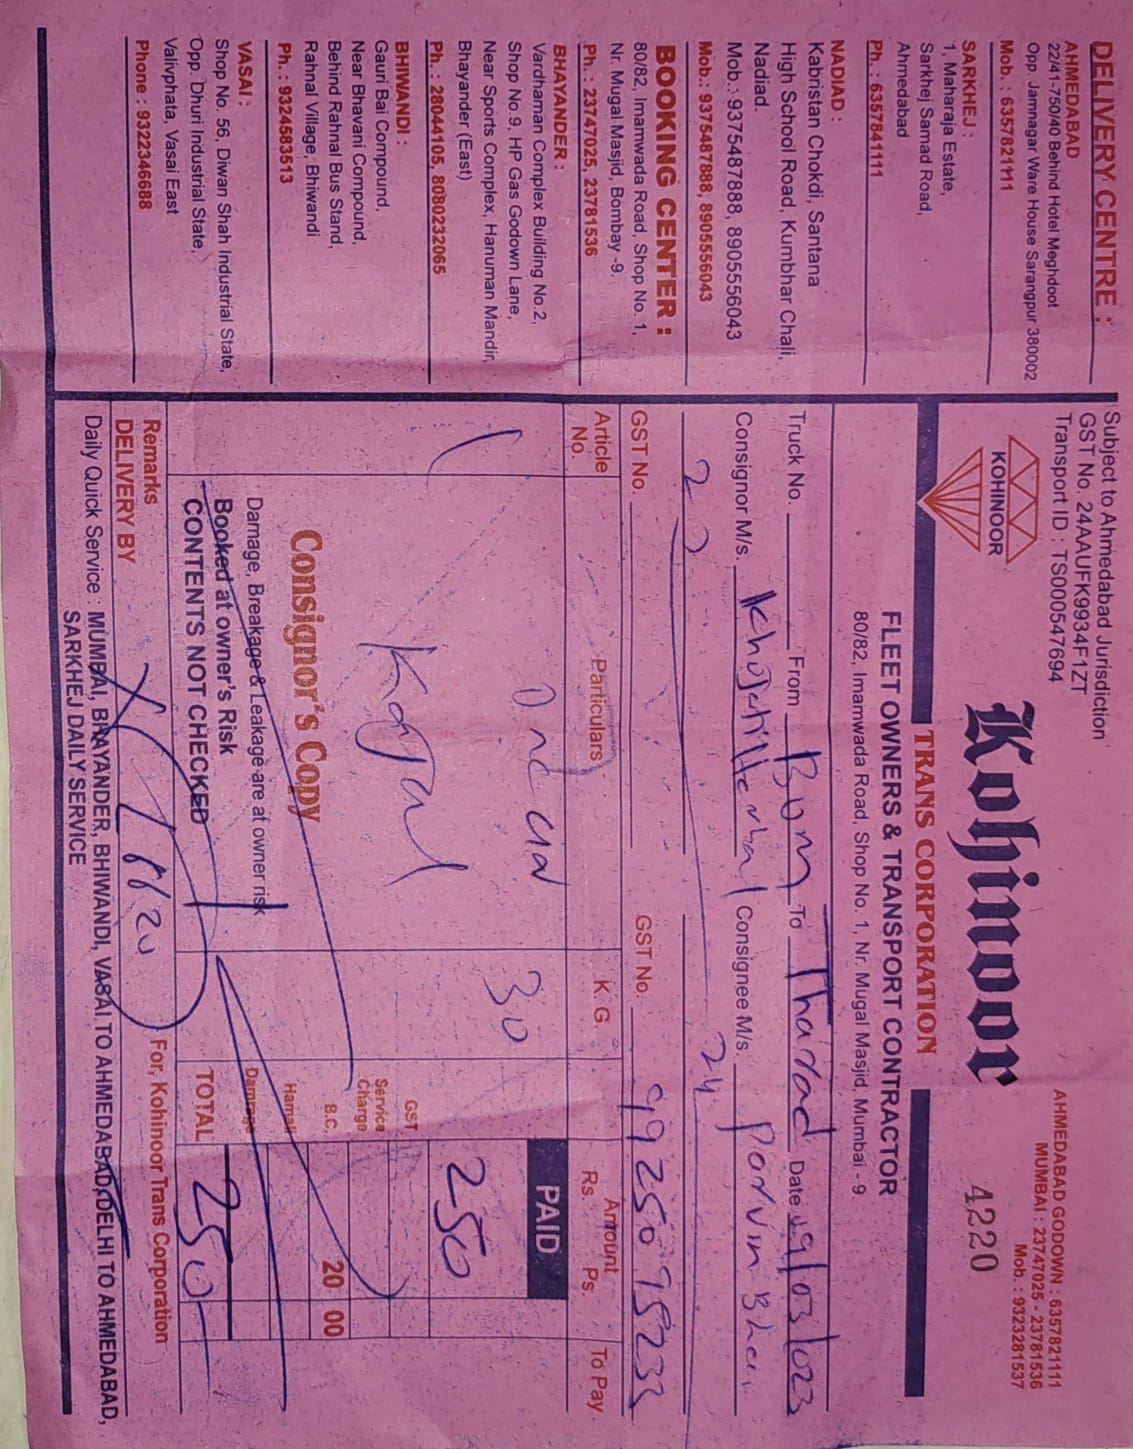 DELIVERY CENTRE :
AHMEDABAD
22/41-750/40 Behind Hotel Meghdoot
Opp. Jamnagar Ware House Sarangpur 380002
Mob. : 6357821111
SARKHEJ :
1, Maharaja Estate,
Sarkhej Samad Road,
Ahmedabad
Ph. : 6357841111
NADIAD :
Kabristan Chokdi, Santana
High School Road, Kumbhar Chali,
Nadiad.
Mob.: 9375487888, 8905556043
Mob. : 9375487888, 8905556043
BOOKING CENTER :
80/82, Imamwada Road, Shop No. 1,
Nr. Mugal Masjid, Bombay -9.
Ph. : 23747025, 23781536
BHAYANDER :
Vardhaman Complex Building No.2,
Shop No.9, HP Gas Godown Lane,
Near Sports Complex, Hanuman Mandir,
Bhayander (East)
Ph. : 28044105, 8080232065
BHIWANDI :
Gauri Bai Compound,
Near Bhavani Compound,
Behind Rahnal Bus Stand,
Rahnal Village, Bhiwandi
Ph. : 9324583513
VASAI :
Shop No. 56, Diwan Shah Industrial State,
Opp. Dhuri Industrial State,
Valivphata, Vasai East
Phone : 9322346688
Subject to Ahmedabad Jurisdiction
GST No. 24AAUFK9934F1ZT
Transport ID : TS000547694
KOHINOOR
Kohinoor
AHMEDABAD GODOWN : 6357821111
MUMBAI : 23747025 - 23781536
Mob. : 9323281537
4220
TRANS CORPORATION
FLEET OWNERS & TRANSPORT CONTRACTOR
80/82, Imamwada Road, Shop No. 1, Nr. Mugal Masjid, Mumbai - 9.
Truck No. From Bom To Tharad Date 29/03/023
Consignor M/s. Consignee M/s. Parvin Bhai
22 24
GST No. GST No. 9925075233
Article No. Particulars K. G. Amount Rs. Ps. To Pay
PAID
30
250
Kagal
GST
Service Charge
B.C. 20 00
Hamali
Damrage
TOTAL 250
Consignor's Copy
Damage, Breakage & Leakage are at owner risk
Booked at owner's Risk
CONTENTS NOT CHECKED
Remarks
DELIVERY BY
For, Kohinoor Trans Corporation
Daily Quick Service : MUMBAI, BHAYANDER, BHIWANDI, VASAI TO AHMEDABAD, DELHI TO AHMEDABAD,
SARKHEJ DAILY SERVICE